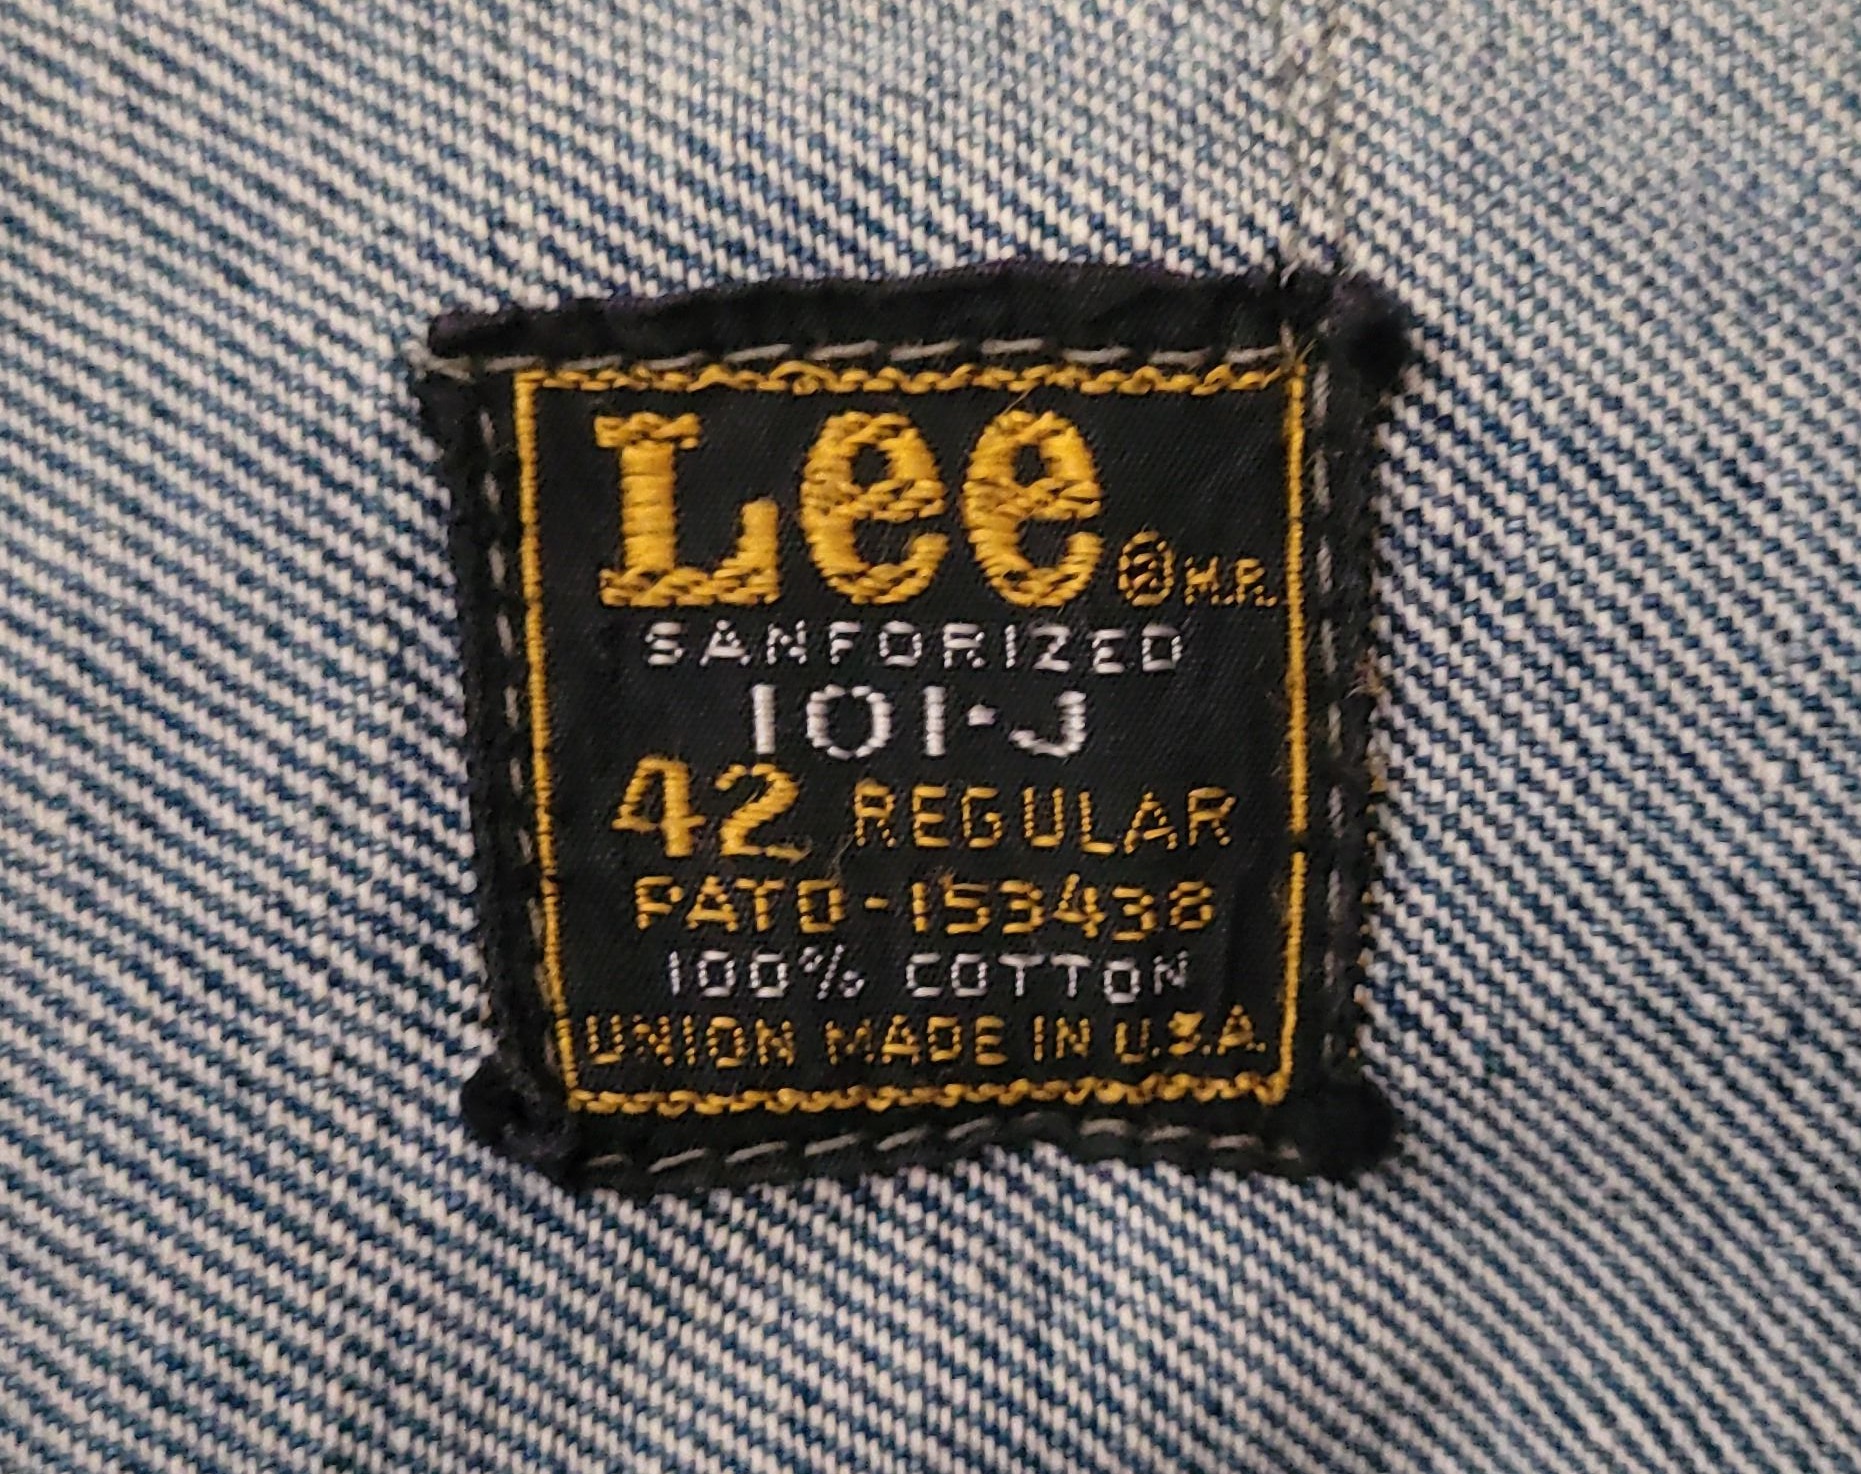 Lee ® M.R.
SANFORIZED
101-J
42 REGULAR
PATD-153438
100% COTTON
UNION MADE IN U.S.A.